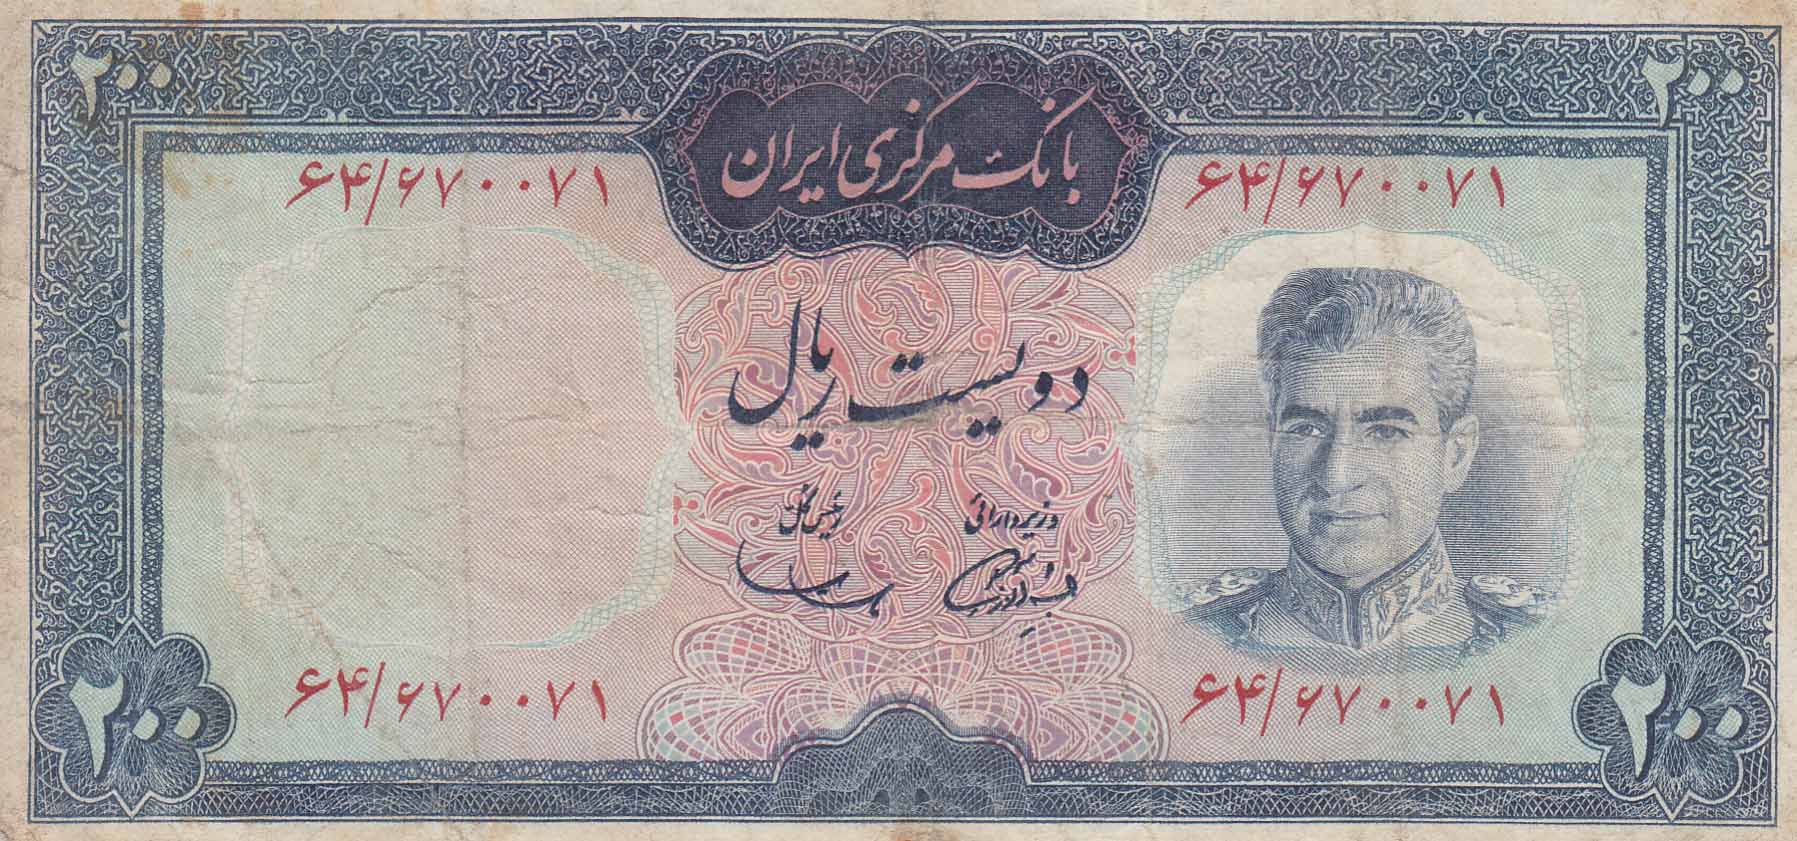 ۲۰۰ ۲۰۰
بانک مرکزی ایران
۶۴/۶۷۰۰۷۱ ۶۴/۶۷۰۰۷۱
دویست ریال
وزیر دارائی رئیس کل
۶۴/۶۷۰۰۷۱ ۶۴/۶۷۰۰۷۱
۲۰۰ ۲۰۰